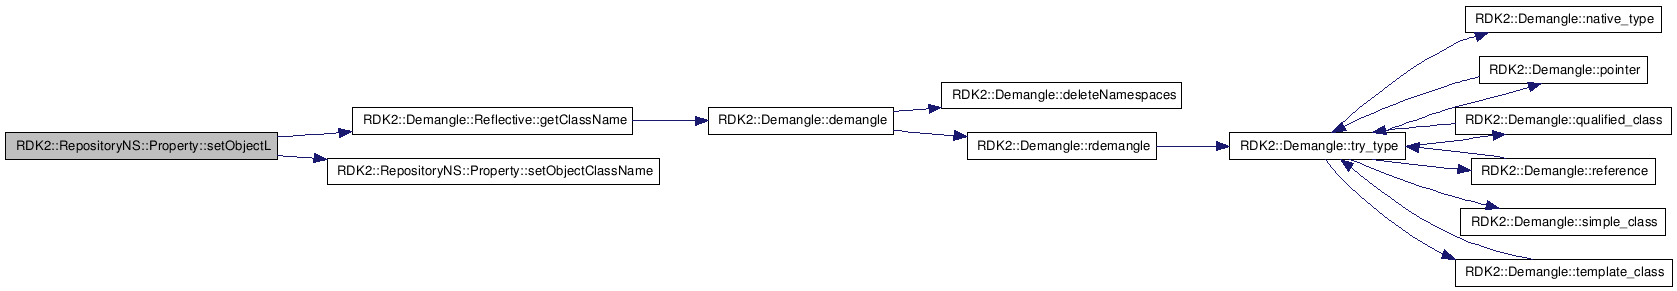 RDK2::RepositoryNS::Property::setObjectL
RDK2::Demangle::Reflective::getClassName
RDK2::RepositoryNS::Property::setObjectClassName
RDK2::Demangle::demangle
RDK2::Demangle::deleteNamespaces
RDK2::Demangle::rdemangle
RDK2::Demangle::try_type
RDK2::Demangle::native_type
RDK2::Demangle::pointer
RDK2::Demangle::qualified_class
RDK2::Demangle::reference
RDK2::Demangle::simple_class
RDK2::Demangle::template_class